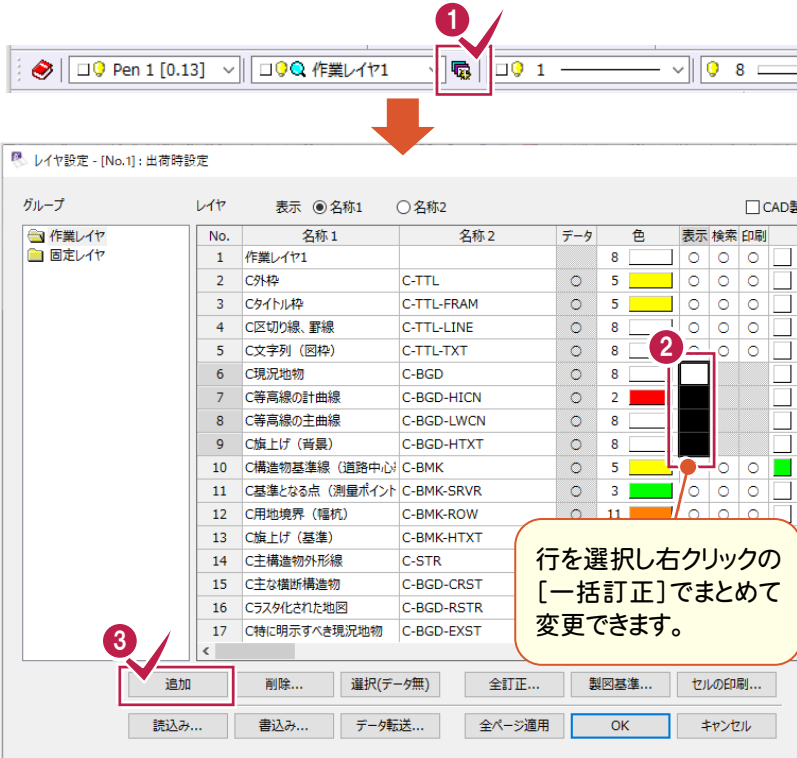 1
Pen 1 [0.13] 作業レイヤ1 1 8
レイヤ設定 - [No.1] : 出荷時設定
グループ レイヤ 表示 名称1 名称2 CAD製
作業レイヤ
固定レイヤ
No. 名称 1 名称 2 データ 色 表示 検索 印刷
1 作業レイヤ1 8 ○ ○ ○
2 C外枠 C-TTL ○ 5 ○ ○ ○
3 Cタイトル枠 C-TTL-FRAM ○ 5 ○ ○ ○
4 C区切り線、罫線 C-TTL-LINE ○ 8 ○ ○ ○
5 C文字列（図枠） C-TTL-TXT ○ 8 ○ ○ ○
2
6 C現況地物 C-BGD ○ 8
7 C等高線の計曲線 C-BGD-HICN ○ 2
8 C等高線の主曲線 C-BGD-LWCN ○ 8
9 C旗上げ（背景） C-BGD-HTXT ○ 8
10 C構造物基準線（道路中心 C-BMK ○ 5 ○ ○
11 C基準となる点（測量ポイント C-BMK-SRVR ○ 3 ○ ○ ○
12 C用地境界（幅杭） C-BMK-ROW ○ 11 ○ ○ ○
13 C旗上げ（基準） C-BMK-HTXT
14 C主構造物外形線 C-STR
15 C主な横断構造物 C-BGD-CRST
16 Cラスタ化された地図 C-BGD-RSTR
17 C特に明示すべき現況地物 C-BGD-EXST
行を選択し右クリックの
[一括訂正]でまとめて
変更できます。
3
追加 削除... 選択(データ無) 全訂正... 製図基準... セルの印刷...
読込み... 書込み... データ転送... 全ページ適用 OK キャンセル